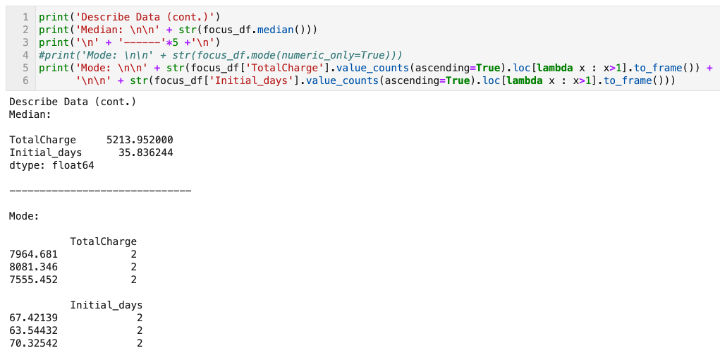 1 print('Describe Data (cont.)')
2 print('Median: \n\n' + str(focus_df.median()))
3 print('\n' + '------'*5 +'\n')
4 #print('Mode: \n\n' + str(focus_df.mode(numeric_only=True)))
5 print('Mode: \n\n' + str(focus_df['TotalCharge'].value_counts(ascending=True).loc[lambda x : x>1].to_frame()) +
6       '\n\n' + str(focus_df['Initial_days'].value_counts(ascending=True).loc[lambda x : x>1].to_frame()))
Describe Data (cont.)
Median:
TotalCharge     5213.952000
Initial_days      35.836244
dtype: float64
------------------------------
Mode:
TotalCharge
7964.681            2
8081.346            2
7555.452            2
Initial_days
67.42139             2
63.54432             2
70.32542             2